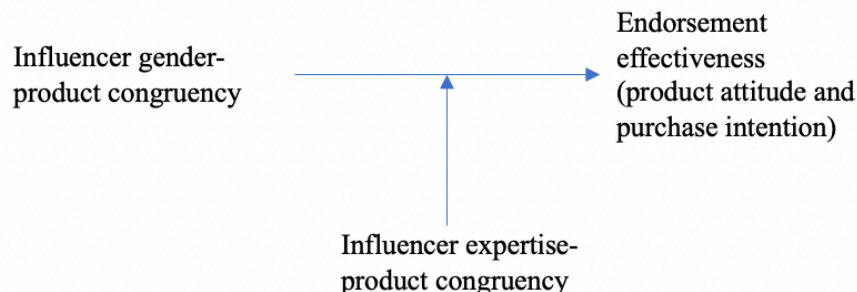 Influencer gender-
product congruency
Endorsement
effectiveness
(product attitude and
purchase intention)
Influencer expertise-
product congruency